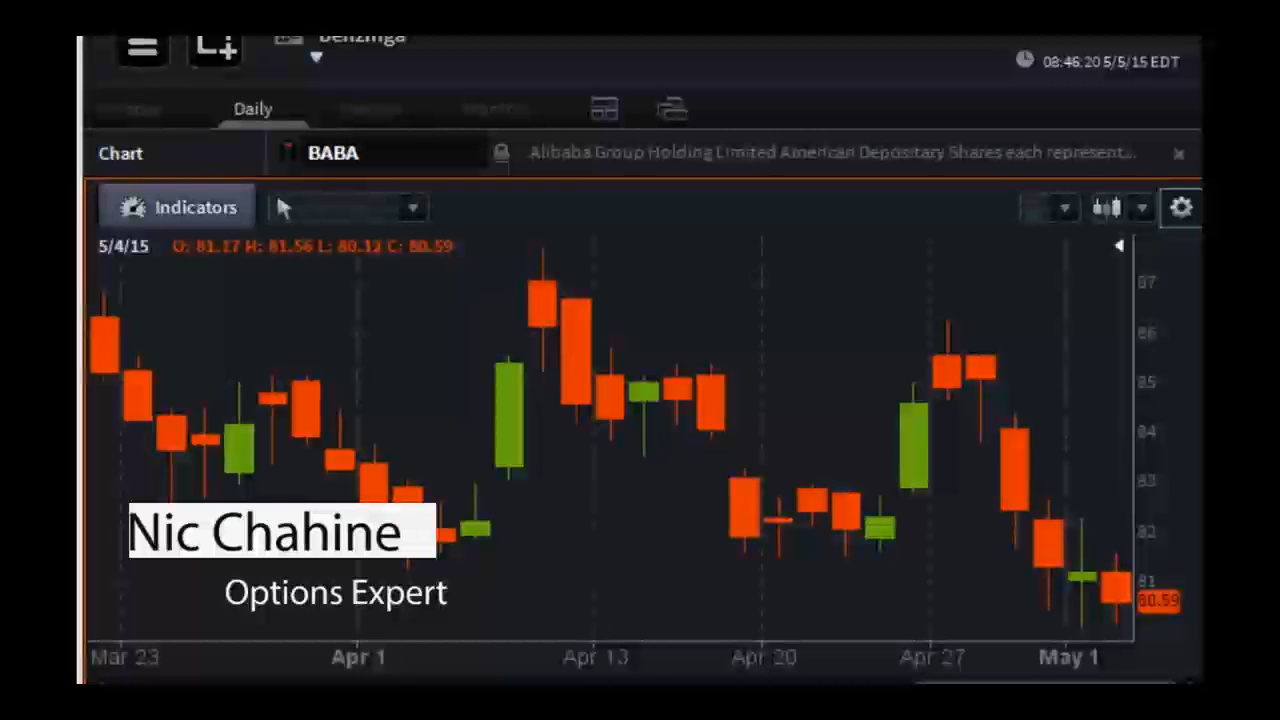 Benzinga
08:46:20 5/5/15 EDT
Daily
Chart BABA Alibaba Group Holding Limited American Depositary Shares each represent...
Indicators
5/4/15 O: 81.17 H: 81.56 L: 80.12 C: 80.59
87
86
85
84
83
82
81
80.59
Nic Chahine
Options Expert
Mar 23 Apr 1 Apr 13 Apr 20 Apr 27 May 1